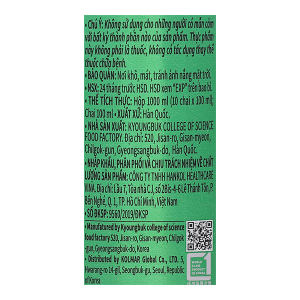 • Chú Ý: Không sử dụng cho những người có mẫn cảm
với bất kỳ thành phần nào của sản phẩm. Thực phẩm
này không phải là thuốc, không có tác dụng thay thế
thuốc chữa bệnh.
• BẢO QUẢN: Nơi khô, mát, tránh ánh nắng mặt trời.
• HSX: 24 tháng trước HSD. HSD xem "EXP" trên bao bì.
• THỂ TÍCH THỰC: Hộp 1000 ml (10 chai x 100 ml);
Chai 100 ml • XUẤT XỨ: Hàn Quốc.
• NHÀ SẢN XUẤT: KYOUNGBUK COLLEGE OF SCIENCE
FOOD FACTORY. Địa chỉ: 520, Jisan-ro, Gisan-myeon,
Chilgok-gun, Gyeongsangbuk-do, Hàn Quốc.
• NHẬP KHẨU, PHÂN PHỐI VÀ CHỊU TRÁCH NHIỆM VỀ CHẤT
LƯỢNG SẢN PHẨM: CÔNG TY TNHH HANKOL HEALTHCARE
VINA. Địa chỉ: Lầu 7, Tòa nhà CJ, số 2Bis-4-6 Lê Thánh Tôn, P.
Bến Nghé, Q. 1, TP. Hồ Chí Minh, Việt Nam
• SỐ ĐKSP: 9560/2019/ĐKSP
• Manufactured by Kyoungbuk college of science
food factory 520, Jisan-ro, Gisan-myeon, Chilgok
-gun, Gyeongsangbuk-do, Korea
• Distributed by KOLMAR Global Co., LTD. 5
Hwarang-ro 14-gil, Seongbuk-gu, Seoul, Republic
of Korea